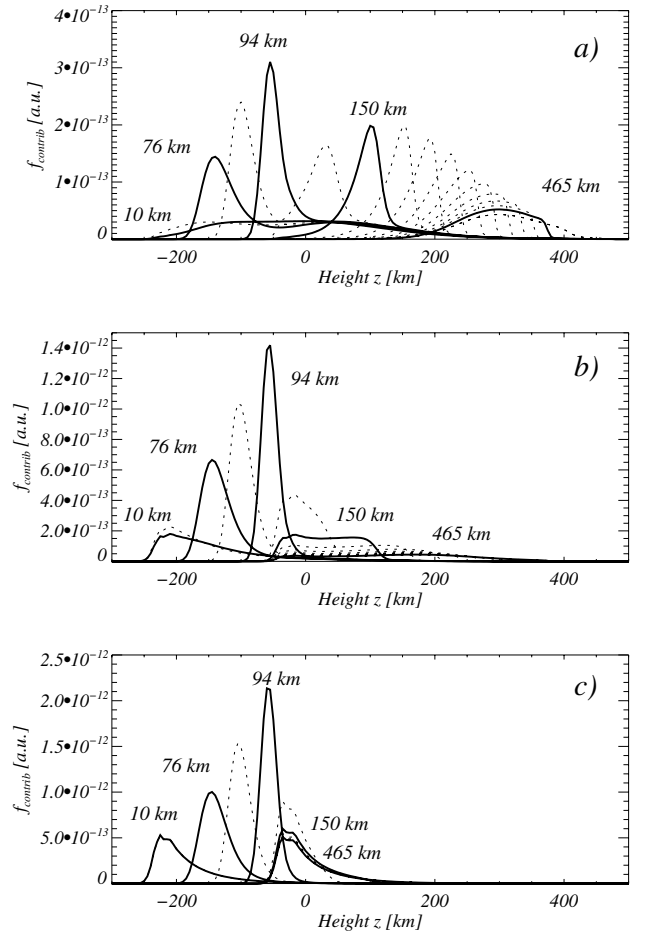 4•10⁻¹³
94 km
a)
3•10⁻¹³
f_contrib [a.u.]
150 km
2•10⁻¹³
76 km
1•10⁻¹³
465 km
10 km
0
−200 0 200 400
Height z [km]
1.4•10⁻¹²
b)
1.2•10⁻¹²
94 km
1.0•10⁻¹²
f_contrib [a.u.]
8.0•10⁻¹³
76 km
6.0•10⁻¹³
4.0•10⁻¹³
10 km
150 km
2.0•10⁻¹³
465 km
0
−200 0 200 400
Height z [km]
2.5•10⁻¹²
94 km
c)
2.0•10⁻¹²
f_contrib [a.u.]
1.5•10⁻¹²
76 km
1.0•10⁻¹²
10 km
150 km
5.0•10⁻¹³
465 km
0
−200 0 200 400
Height z [km]